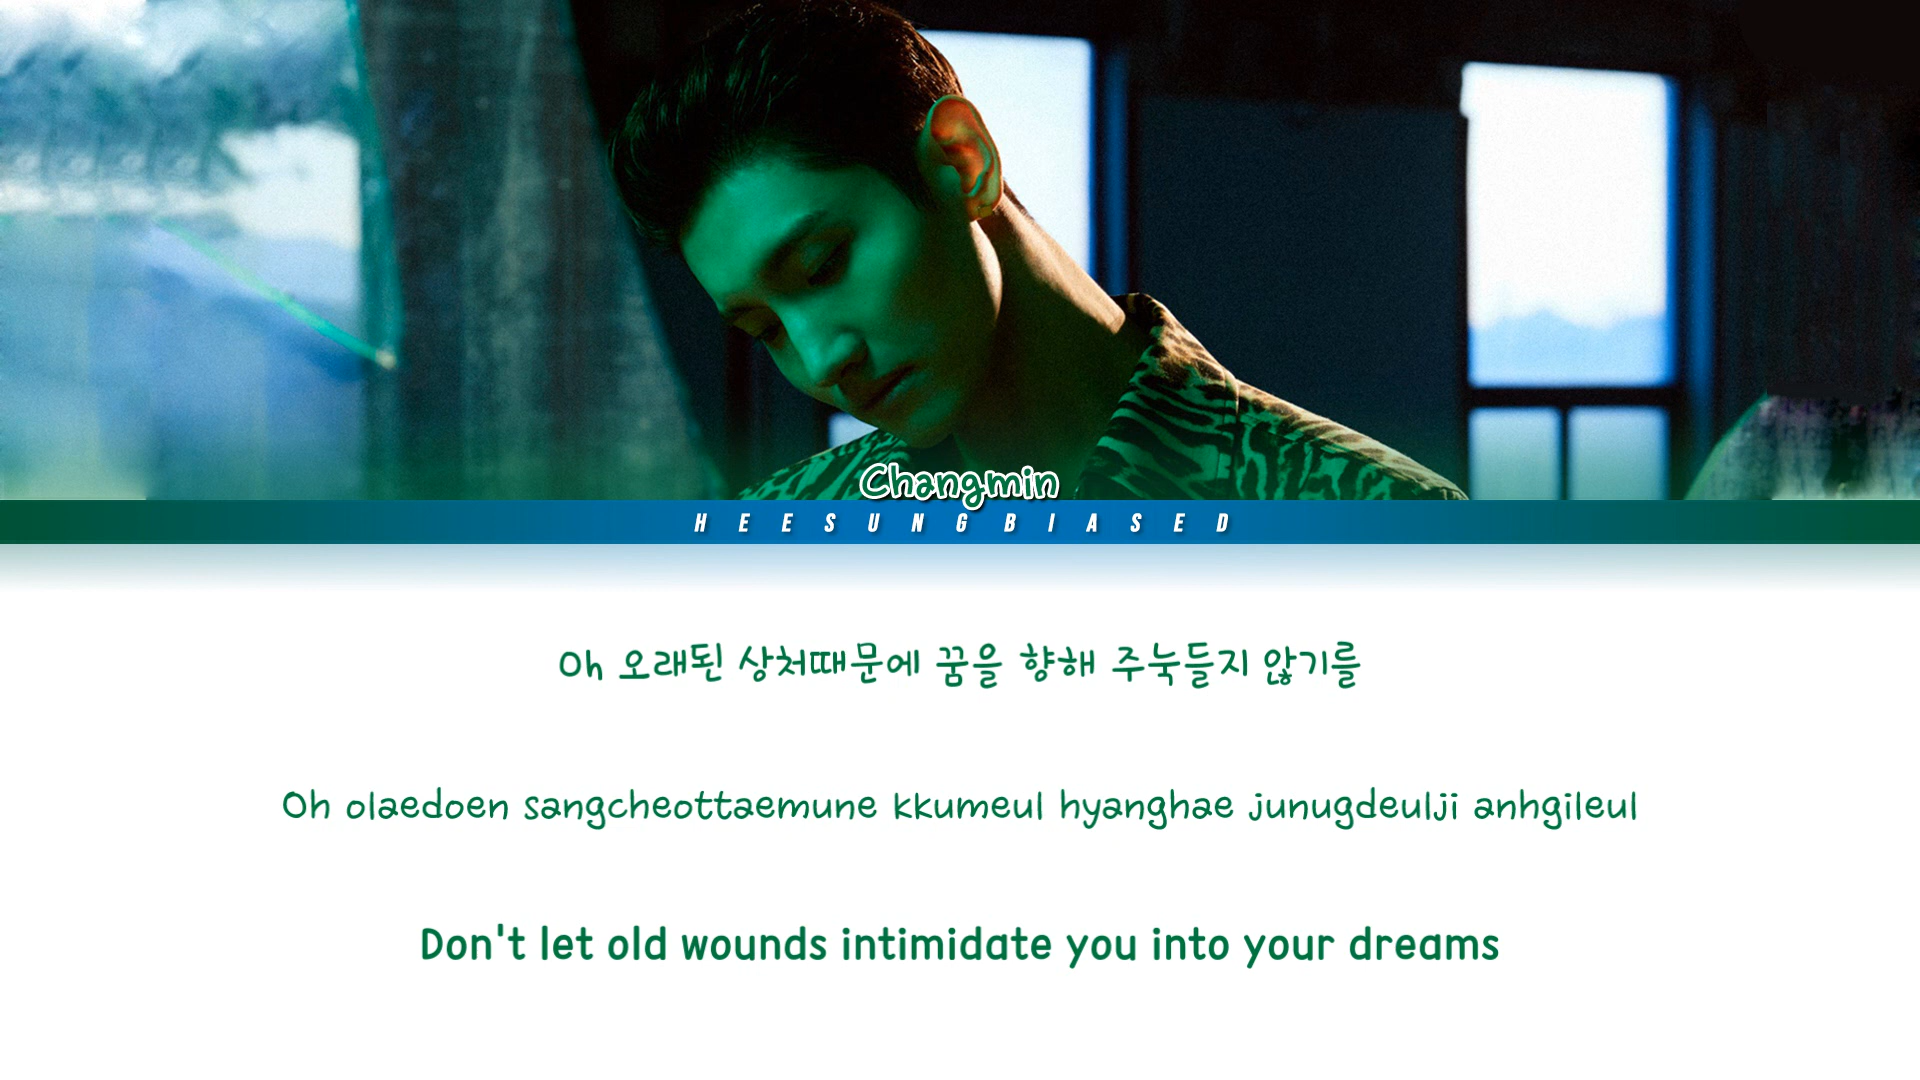 Changmin
HEESUNGBIASED
Oh 오래된 상처때문에 꿈을 향해 주눅들지 않기를
Oh olaedoen sangcheottaemune kkumeul hyanghae junugdeulji anhgileul
Don't let old wounds intimidate you into your dreams